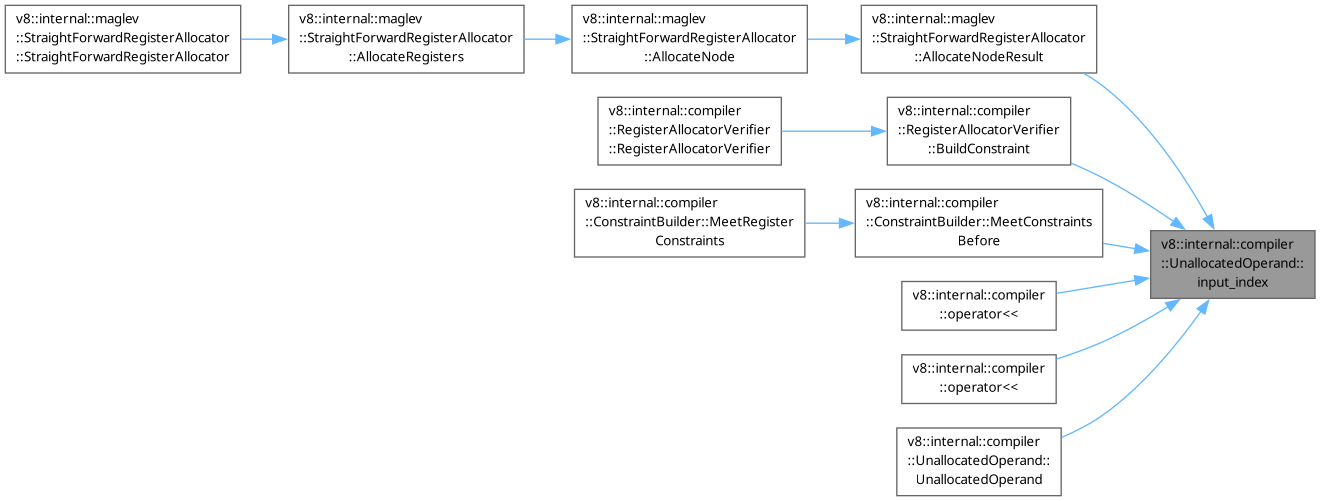 v8::internal::maglev
::StraightForwardRegisterAllocator
::StraightForwardRegisterAllocator
v8::internal::maglev
::StraightForwardRegisterAllocator
::AllocateRegisters
v8::internal::maglev
::StraightForwardRegisterAllocator
::AllocateNode
v8::internal::maglev
::StraightForwardRegisterAllocator
::AllocateNodeResult
v8::internal::compiler
::RegisterAllocatorVerifier
::RegisterAllocatorVerifier
v8::internal::compiler
::RegisterAllocatorVerifier
::BuildConstraint
v8::internal::compiler
::ConstraintBuilder::MeetRegister
Constraints
v8::internal::compiler
::ConstraintBuilder::MeetConstraints
Before
v8::internal::compiler
::UnallocatedOperand::
input_index
v8::internal::compiler
::operator<<
v8::internal::compiler
::operator<<
v8::internal::compiler
::UnallocatedOperand::
UnallocatedOperand